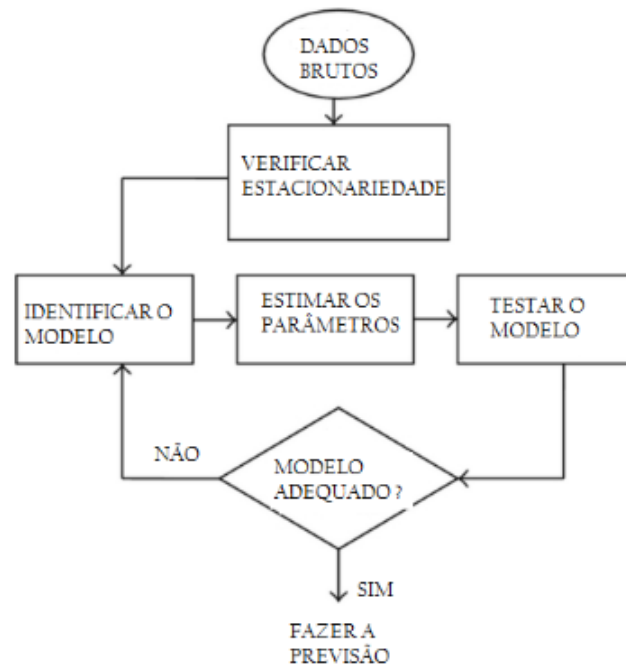 DADOS
BRUTOS
VERIFICAR
ESTACIONARIEDADE
IDENTIFICAR O
MODELO
ESTIMAR OS
PARÂMETROS
TESTAR O
MODELO
NÃO
MODELO
ADEQUADO ?
SIM
FAZER A
PREVISÃO